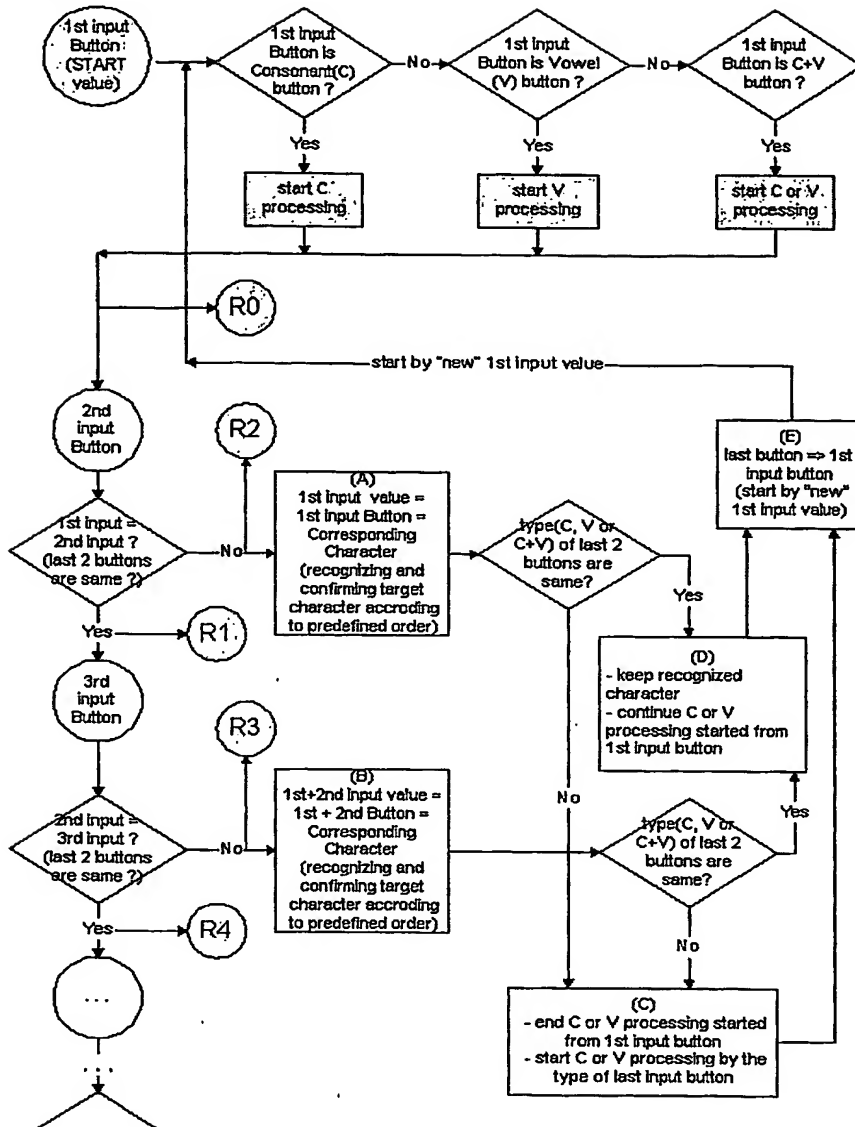 1st input
Button
(START
value)
1st input
Button is
Consonant(C)
button ?
No
1st input
Button is Vowel
(V) button ?
No
1st input
Button is C+V
button ?
Yes
Yes
Yes
start C
processing
start V
processing
start C or V
processing
R0
start by "new" 1st input value
2nd
input
Button
R2
(A)
1st input value =
1st input Button =
Corresponding
Character
(recognizing and
confirming target
character accroding
to predefined order)
type(C, V or
C+V) of last 2
buttons are
same?
(E)
last button => 1st
input button
(start by "new"
1st input value)
1st input =
2nd input ?
(last 2 buttons
are same ?)
No
Yes
Yes
R1
3rd
input
Button
(D)
- keep recognized
character
- continue C or V
processing started from
1st input button
R3
(B)
1st+2nd input value =
1st + 2nd Button =
Corresponding
Character
(recognizing and
confirming target
character accroding
to predefined order)
No
Yes
2nd input =
3rd input ?
(last 2 buttons
are same ?)
No
type(C, V or
C+V) of last 2
buttons are
same?
Yes
R4
No
...
(C)
- end C or V processing started
from 1st input button
- start C or V processing by the
type of last input button
...